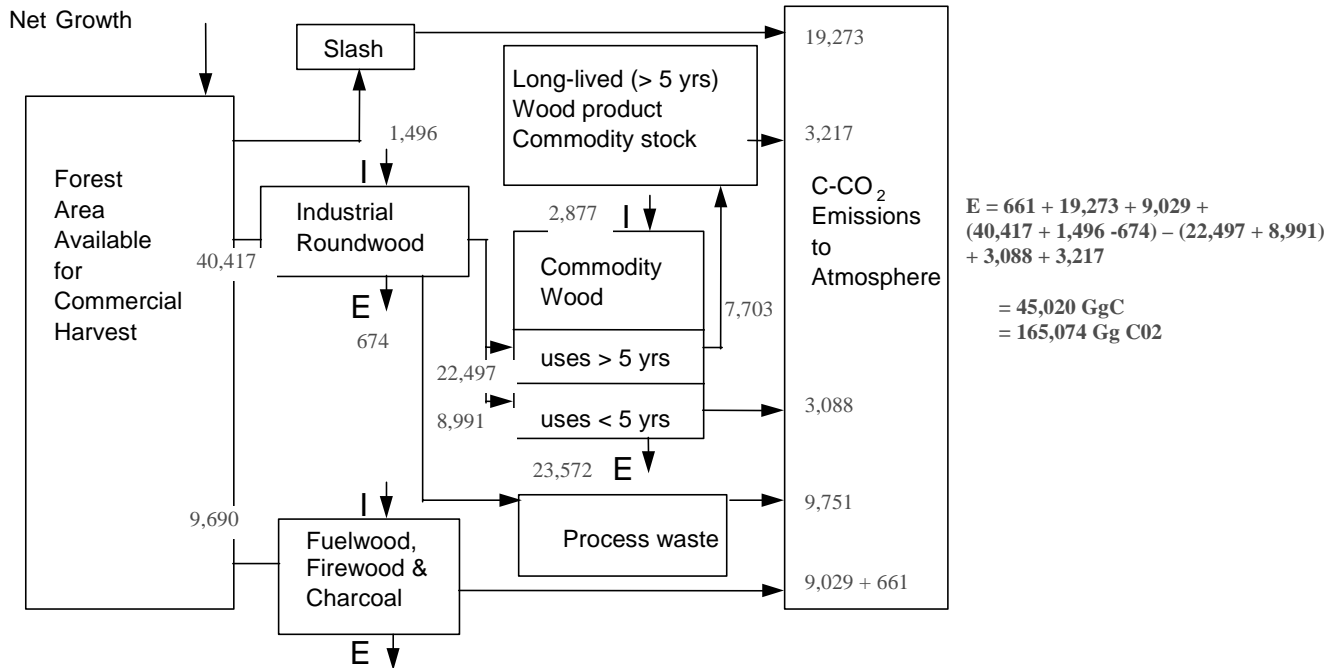 Net Growth
Slash
19,273
Long-lived (> 5 yrs)
Wood product
Commodity stock
1,496
3,217
I
Forest
Area
Available
for
Commercial
Harvest
Industrial
Roundwood
40,417
E
674
2,877
I
Commodity
Wood
7,703
uses > 5 yrs
22,497
uses < 5 yrs
8,991
C-CO2
Emissions
to
Atmosphere
3,088
E
23,572
Process waste
9,751
I
9,690
Fuelwood,
Firewood &
Charcoal
9,029 + 661
E
E = 661 + 19,273 + 9,029 +
(40,417 + 1,496 -674) – (22,497 + 8,991)
+ 3,088 + 3,217
= 45,020 GgC
= 165,074 Gg C02